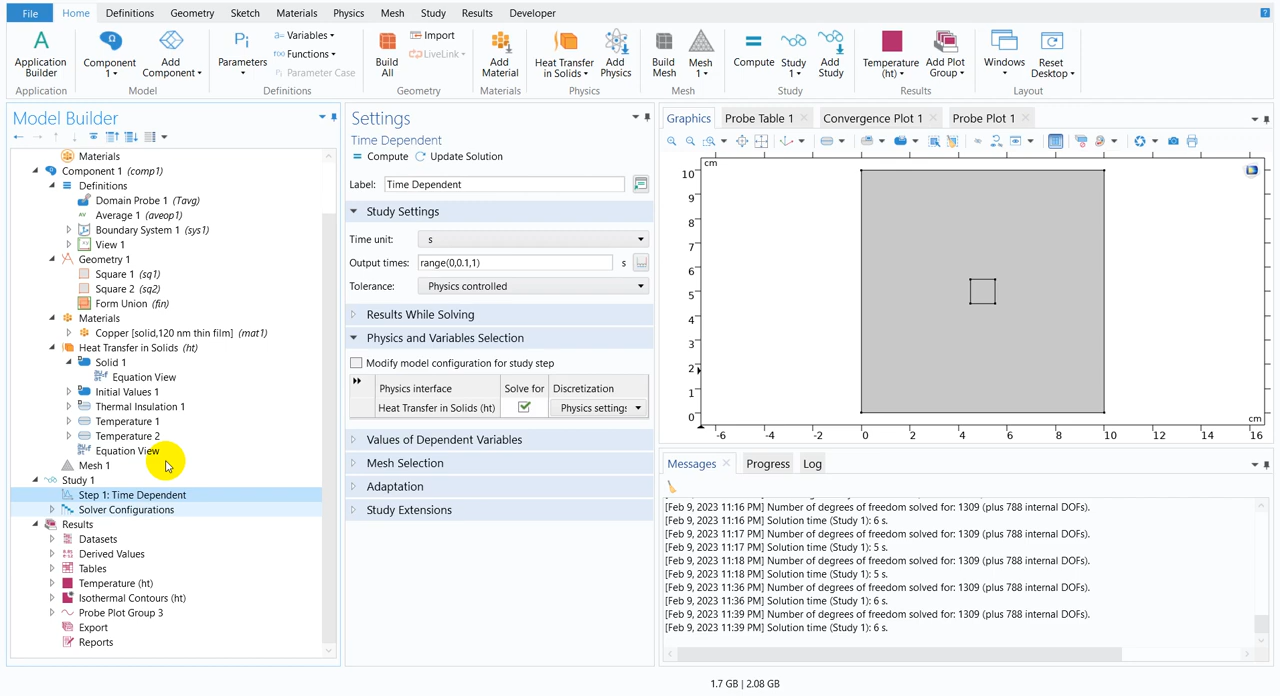 File Home Definitions Geometry Sketch Materials Physics Mesh Study Results Developer
Application Builder
Component 1
Add Component
Parameters
a= Variables
f(x) Functions
Pi Parameter Case
Build All
Import
LiveLink
Add Material
Heat Transfer in Solids
Add Physics
Build Mesh
Mesh 1
Compute
Study 1
Add Study
Temperature (ht)
Add Plot Group
Windows
Reset Desktop
Application Model Definitions Geometry Materials Physics Mesh Study Results Layout
Model Builder
Materials
Component 1 (comp1)
Definitions
Domain Probe 1 (Tavg)
Average 1 (aveop1)
Boundary System 1 (sys1)
View 1
Geometry 1
Square 1 (sq1)
Square 2 (sq2)
Form Union (fin)
Materials
Copper [solid,120 nm thin film] (mat1)
Heat Transfer in Solids (ht)
Solid 1
Equation View
Initial Values 1
Thermal Insulation 1
Temperature 1
Temperature 2
Equation View
Mesh 1
Study 1
Step 1: Time Dependent
Solver Configurations
Results
Datasets
Derived Values
Tables
Temperature (ht)
Isothermal Contours (ht)
Probe Plot Group 3
Export
Reports
Settings
Time Dependent
= Compute Update Solution
Label: Time Dependent
Study Settings
Time unit: s
Output times: range(0,0.1,1) s
Tolerance: Physics controlled
Results While Solving
Physics and Variables Selection
Modify model configuration for study step
Physics interface Solve for Discretization
Heat Transfer in Solids (ht) Physics settings
Values of Dependent Variables
Mesh Selection
Adaptation
Study Extensions
Graphics Probe Table 1 Convergence Plot 1 Probe Plot 1
cm
10
9
8
7
6
5
4
3
2
1
0
cm
-6 -4 -2 0 2 4 6 8 10 12 14 16
Messages Progress Log
[Feb 9, 2023 11:16 PM] Number of degrees of freedom solved for: 1309 (plus 788 internal DOFs).
[Feb 9, 2023 11:16 PM] Solution time (Study 1): 6 s.
[Feb 9, 2023 11:17 PM] Number of degrees of freedom solved for: 1309 (plus 788 internal DOFs).
[Feb 9, 2023 11:17 PM] Solution time (Study 1): 5 s.
[Feb 9, 2023 11:18 PM] Number of degrees of freedom solved for: 1309 (plus 788 internal DOFs).
[Feb 9, 2023 11:18 PM] Solution time (Study 1): 5 s.
[Feb 9, 2023 11:36 PM] Number of degrees of freedom solved for: 1309 (plus 788 internal DOFs).
[Feb 9, 2023 11:36 PM] Solution time (Study 1): 6 s.
[Feb 9, 2023 11:39 PM] Number of degrees of freedom solved for: 1309 (plus 788 internal DOFs).
[Feb 9, 2023 11:39 PM] Solution time (Study 1): 6 s.
1.7 GB | 2.08 GB